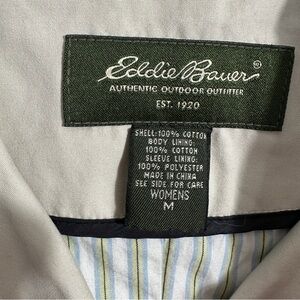 Eddie Bauer®
AUTHENTIC OUTDOOR OUTFITTER
EST. 1920
SHELL:100% COTTON
BODY LINING:
100% COTTON
SLEEVE LINING:
100% POLYESTER
MADE IN CHINA
SEE SIDE FOR CARE
WOMENS
M